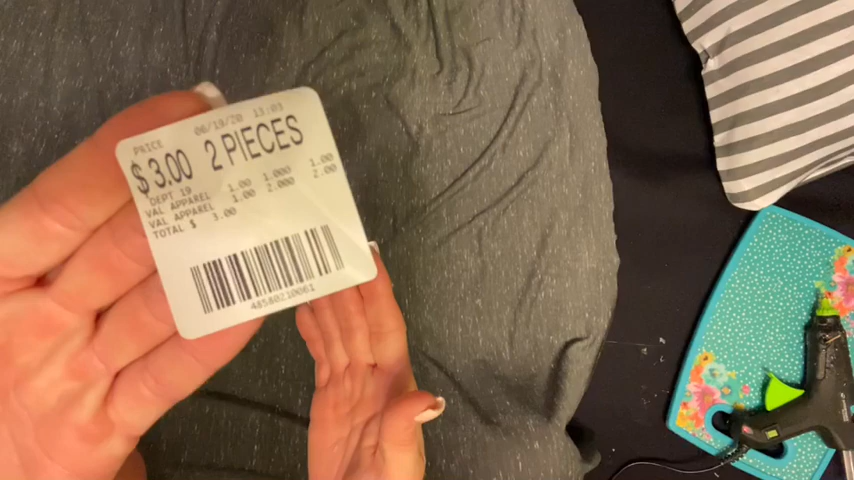 PRICE 06/19/20 13:03
$3.00 2 PIECES
DEPT 19
VAL APPAREL 1.00 1.000 1.00
VAL APPAREL 1.00 2.000 2.00
TOTAL $ 3.00
48580210061